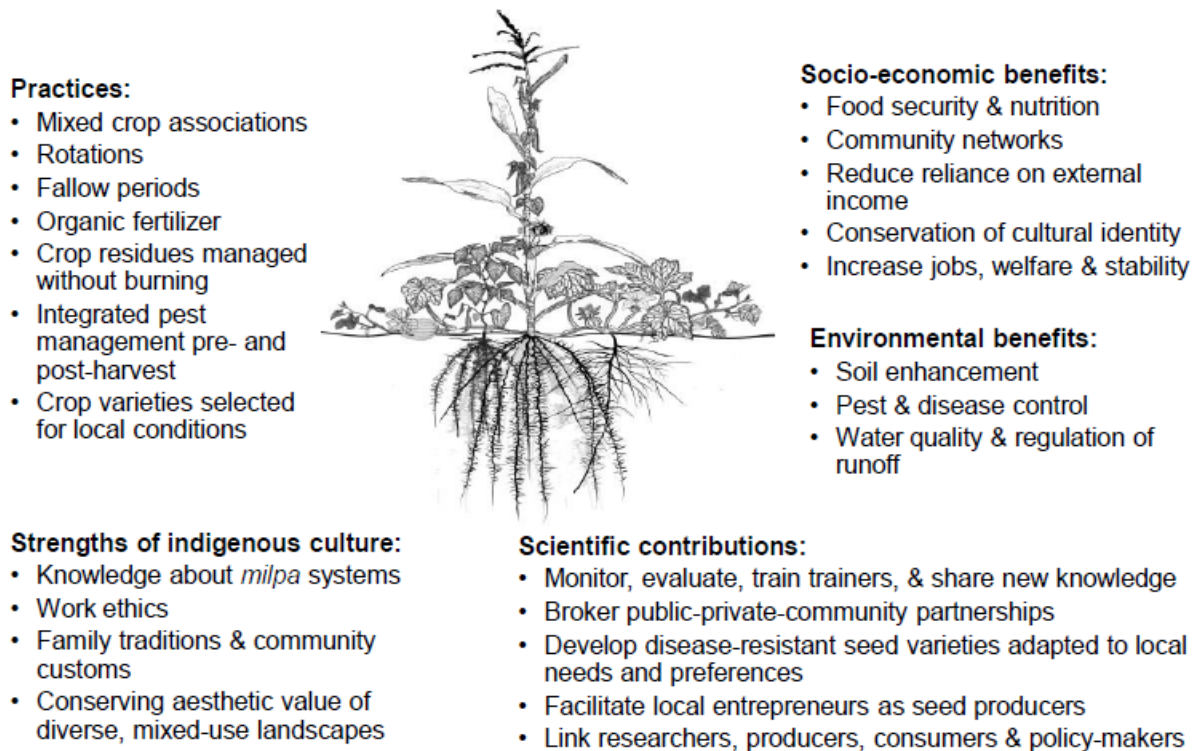 Practices:
• Mixed crop associations
• Rotations
• Fallow periods
• Organic fertilizer
• Crop residues managed
without burning
• Integrated pest
management pre- and
post-harvest
• Crop varieties selected
for local conditions
Socio-economic benefits:
• Food security & nutrition
• Community networks
• Reduce reliance on external
income
• Conservation of cultural identity
• Increase jobs, welfare & stability
Environmental benefits:
• Soil enhancement
• Pest & disease control
• Water quality & regulation of
runoff
Strengths of indigenous culture:
• Knowledge about milpa systems
• Work ethics
• Family traditions & community
customs
• Conserving aesthetic value of
diverse, mixed-use landscapes
Scientific contributions:
• Monitor, evaluate, train trainers, & share new knowledge
• Broker public-private-community partnerships
• Develop disease-resistant seed varieties adapted to local
needs and preferences
• Facilitate local entrepreneurs as seed producers
• Link researchers, producers, consumers & policy-makers